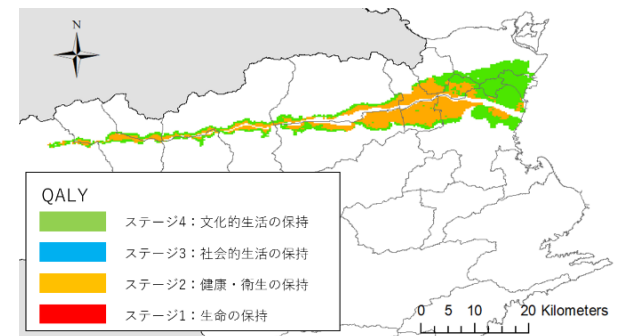 N
QALY
ステージ4：文化的生活の保持
ステージ3：社会的生活の保持
ステージ2：健康・衛生の保持
ステージ1：生命の保持
0 5 10 20 Kilometers